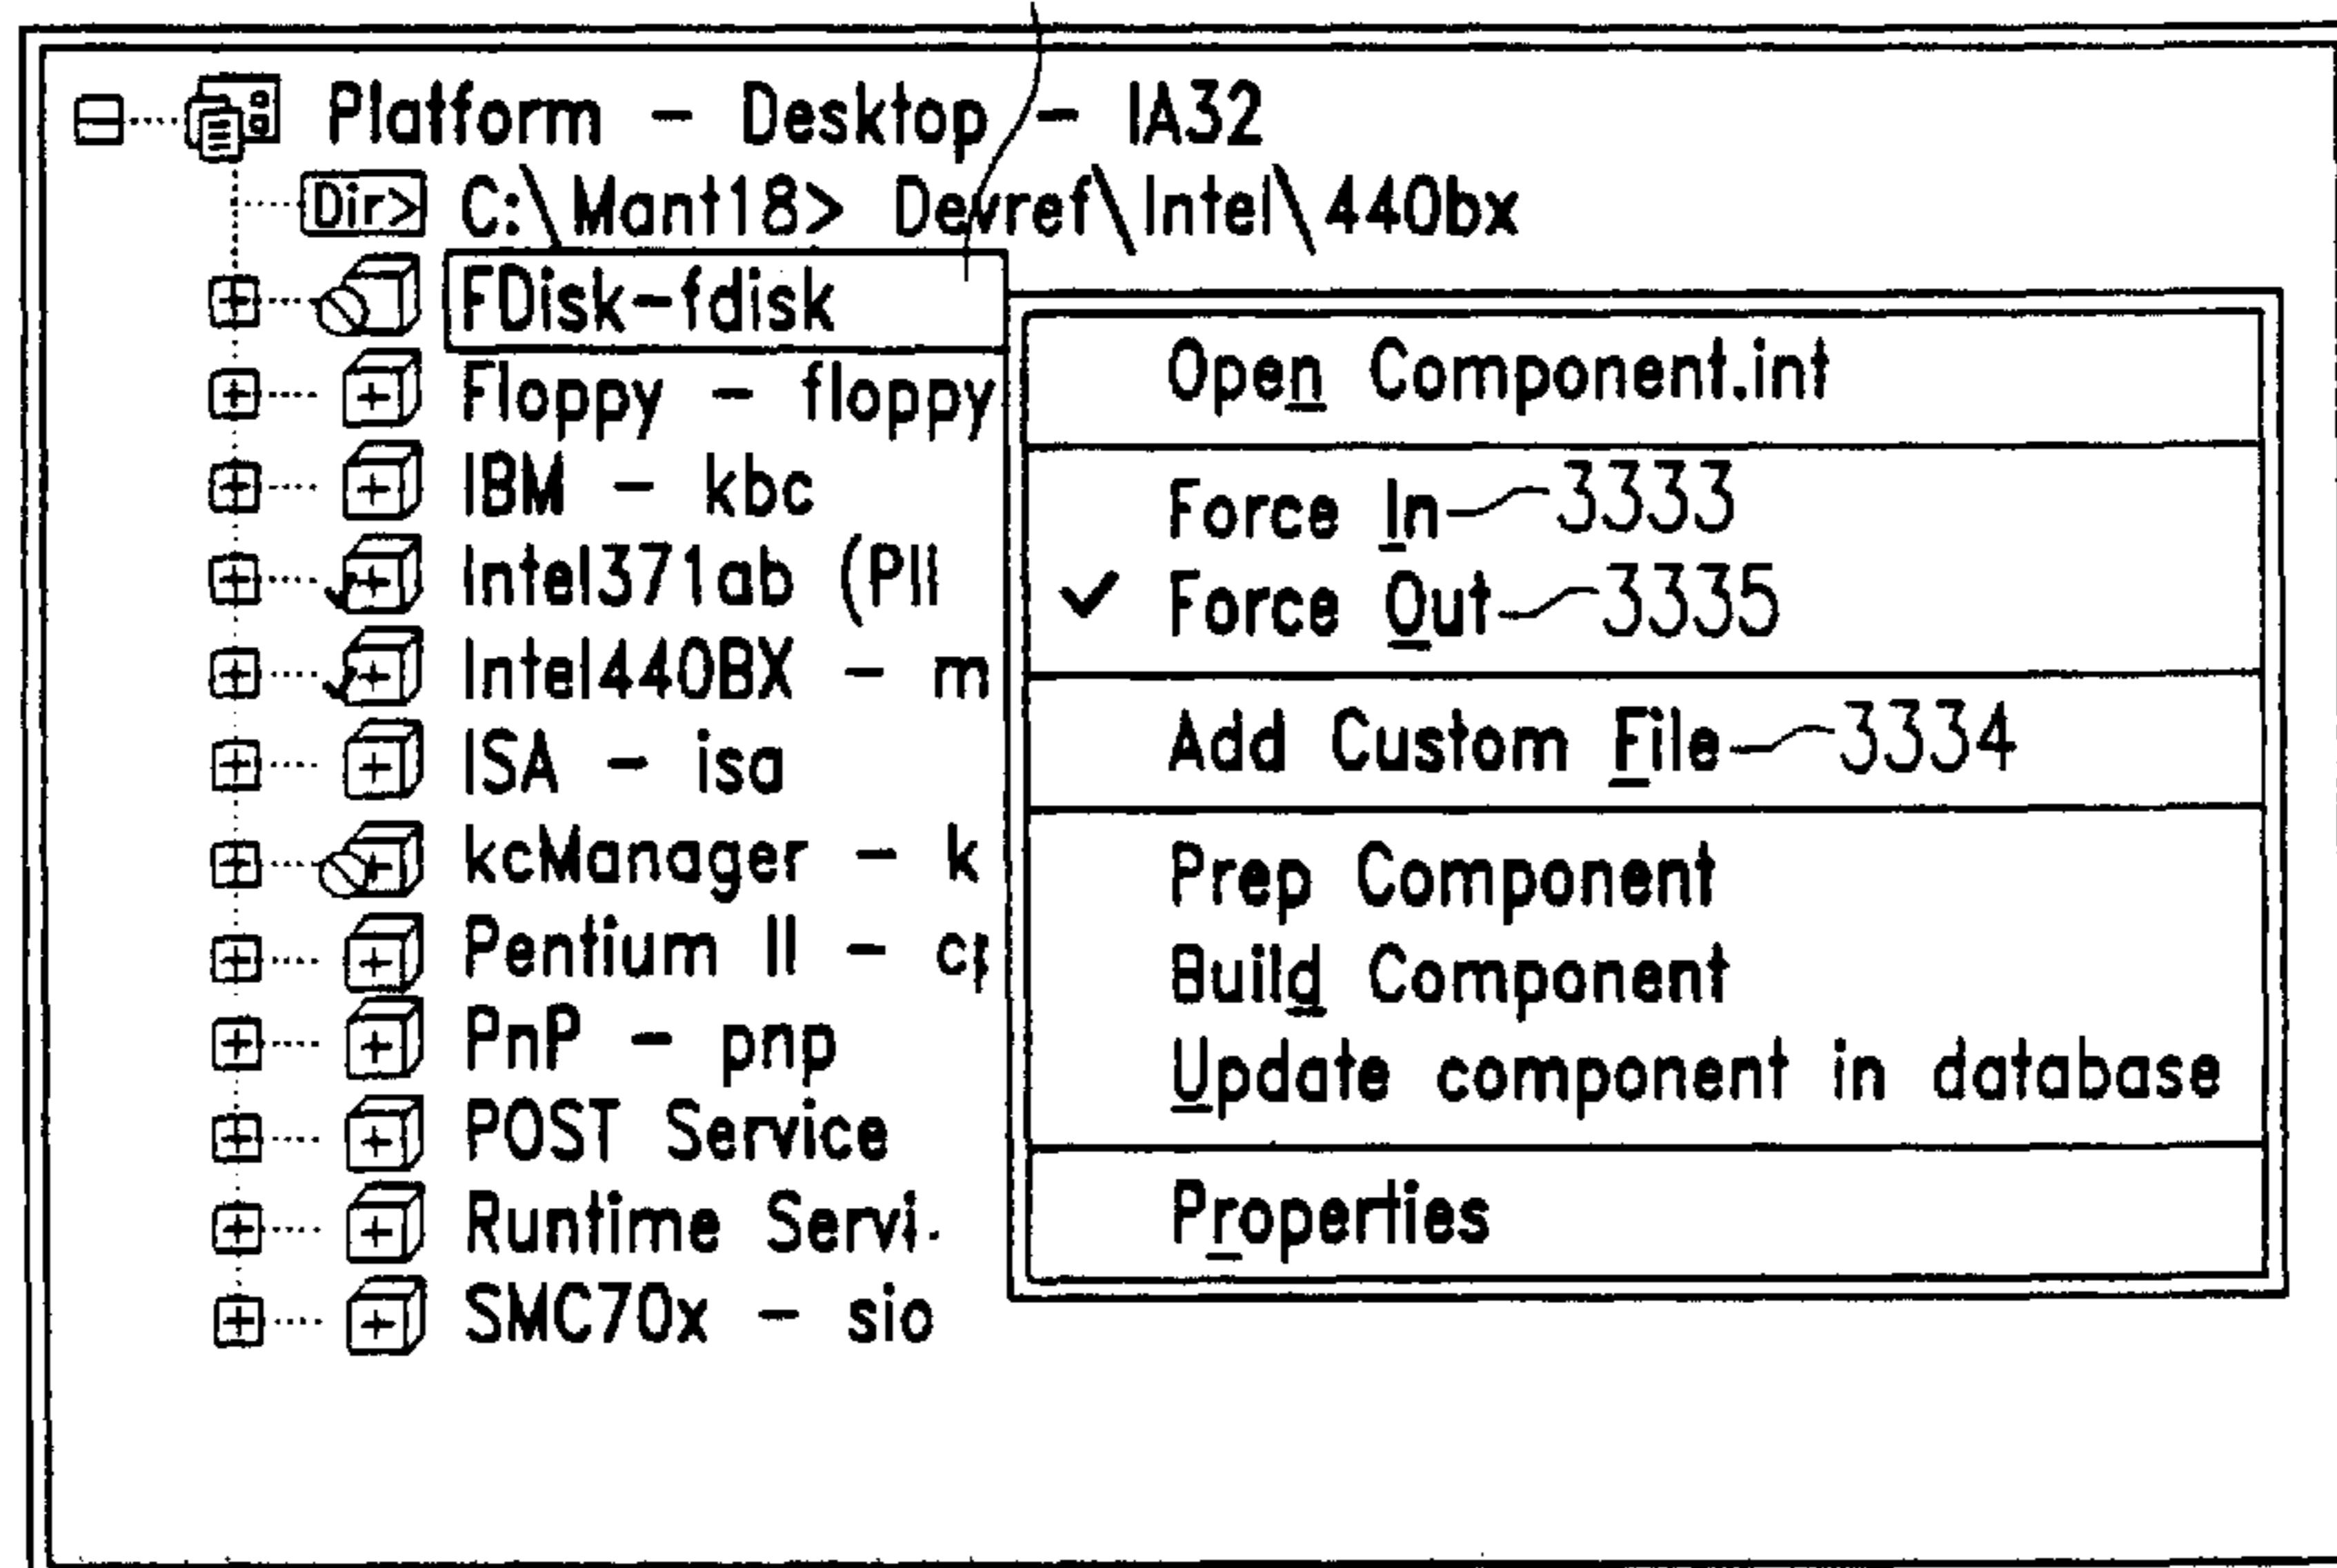 Platform - Desktop - IA32
Dir> C:\Mant18> Devref\Intel\440bx
FDisk-fdisk
Floppy - floppy
IBM - kbc
Intel371ab (PII
Intel440BX - m
ISA - isa
kcManager - k
Pentium II - c
PnP - pnp
POST Service
Runtime Servi
SMC70x - sio
Open Component.int
Force In 3333
✓ Force Out 3335
Add Custom File 3334
Prep Component
Build Component
Update component in database
Properties